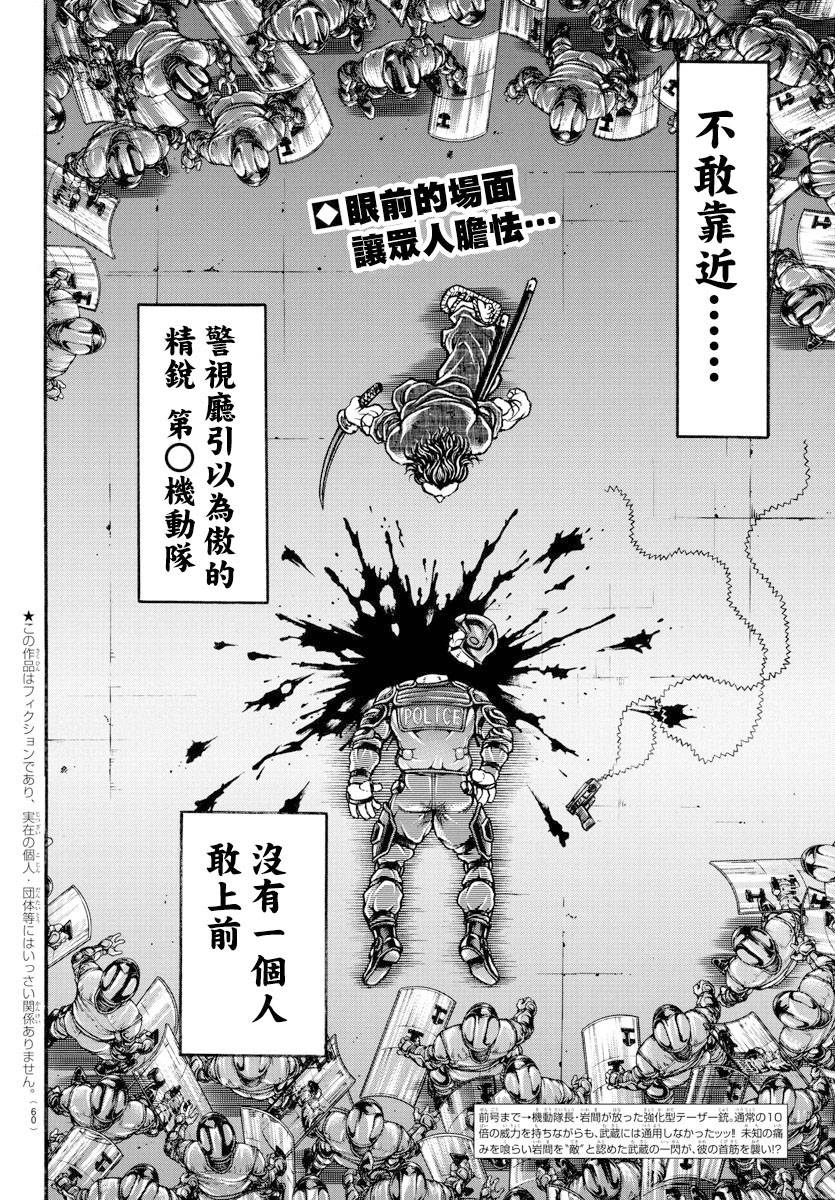 不敢靠近……
◆眼前的場面
讓眾人膽怯…
警視廳引以為傲的
精銳 第〇機動隊
POLICE
沒有一個人
敢上前
前号まで→機動隊長・岩間が放った強化型テーザー銃。通常の10
倍の威力を持ちながらも、武蔵には通用しなかったッッ!! 未知の痛
みを喰らい岩間を“敵”と認めた武蔵の一閃が、彼の首筋を襲い!?
★この作品はフィクションであり、実在の個人・団体等にはいっさい関係ありません。
(60)